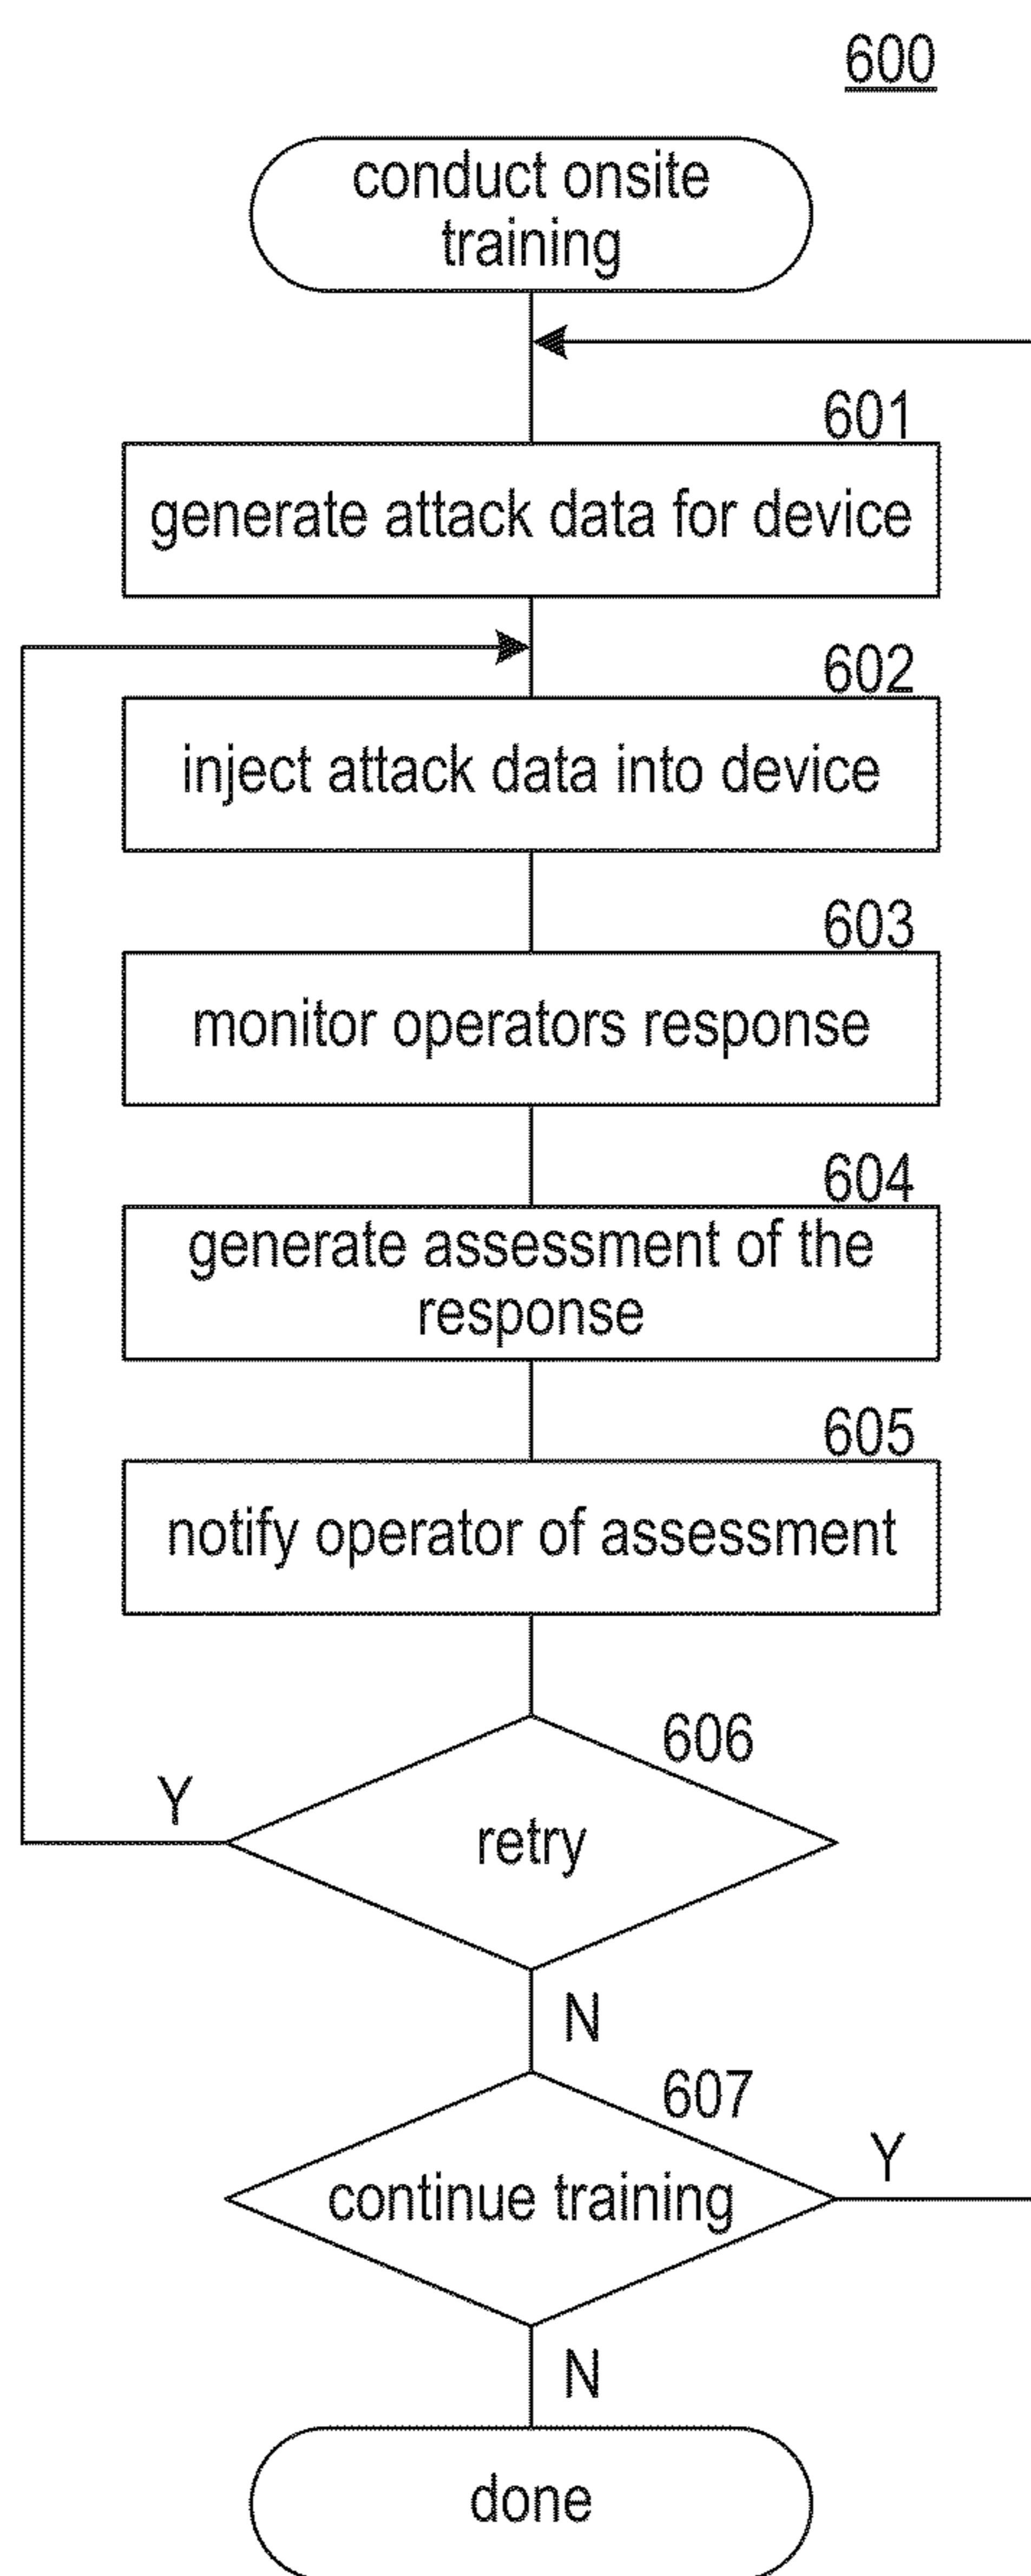 600
conduct onsite
training
601
generate attack data for device
602
inject attack data into device
603
monitor operators response
604
generate assessment of the
response
605
notify operator of assessment
606
Y
retry
N
607
Y
continue training
N
done